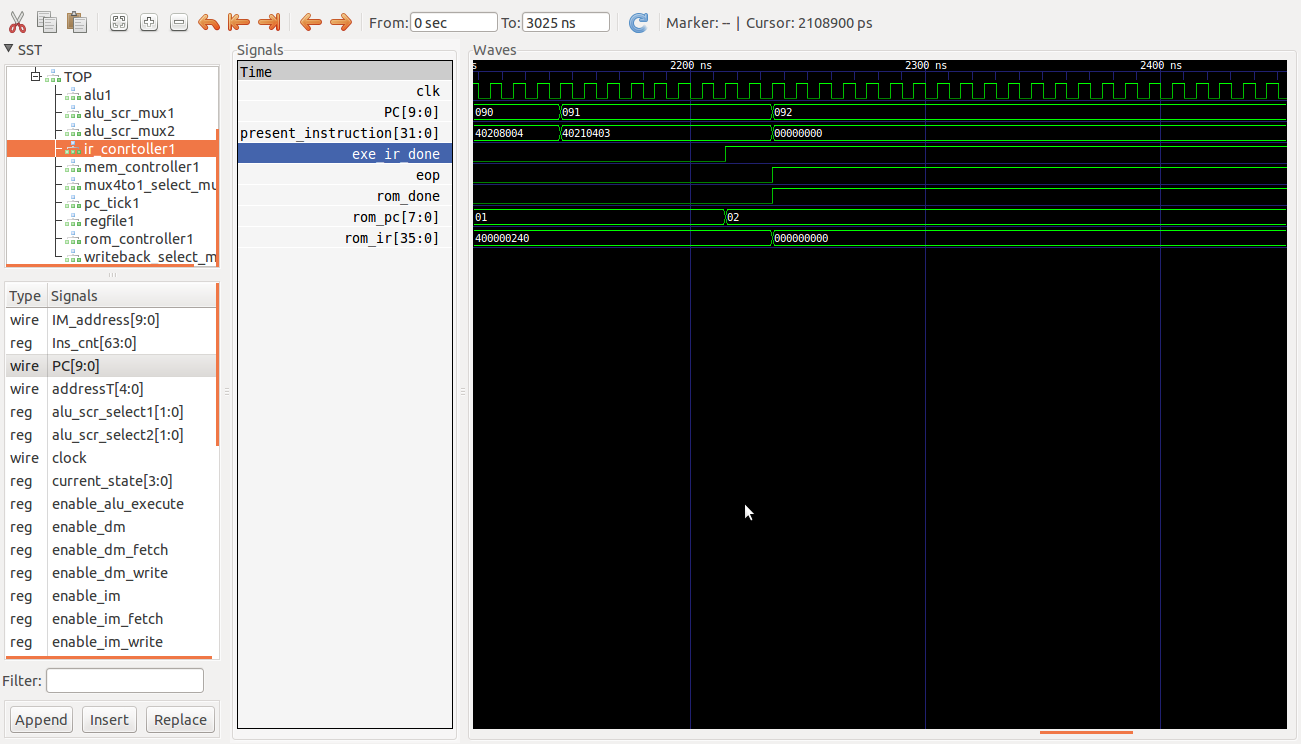 From: 0 sec To: 3025 ns Marker: -- | Cursor: 2108900 ps
SST
TOP
alu1
alu_scr_mux1
alu_scr_mux2
ir_conrtoller1
mem_controller1
mux4to1_select_mu
pc_tick1
regfile1
rom_controller1
writeback_select_m
Type Signals
wire IM_address[9:0]
reg Ins_cnt[63:0]
wire PC[9:0]
wire addressT[4:0]
reg alu_scr_select1[1:0]
reg alu_scr_select2[1:0]
wire clock
reg current_state[3:0]
reg enable_alu_execute
reg enable_dm
reg enable_dm_fetch
reg enable_dm_write
reg enable_im
reg enable_im_fetch
reg enable_im_write
Filter:
Append Insert Replace
Signals
Time
clk
PC[9:0]
present_instruction[31:0]
exe_ir_done
eop
rom_done
rom_pc[7:0]
rom_ir[35:0]
Waves
s 2200 ns 2300 ns 2400 ns
090 091 092
40208004 40210403 00000000
01 02
400000240 000000000